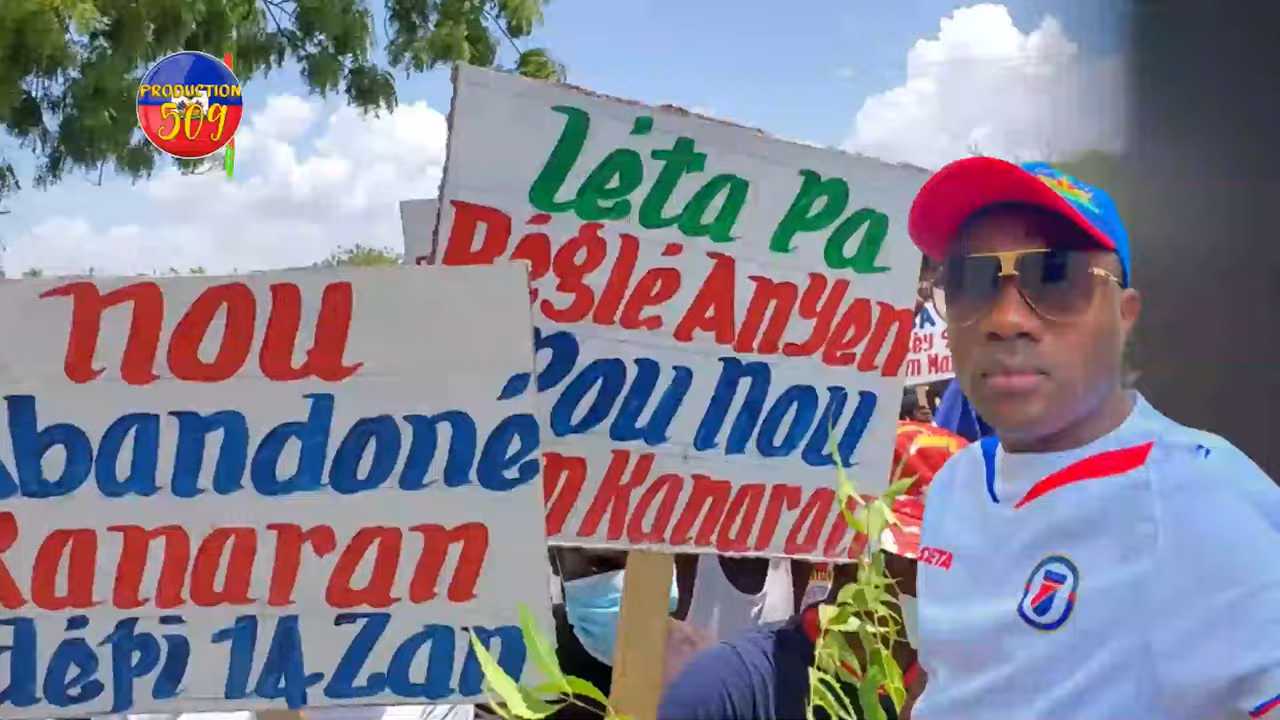 PRODUCTION
509
Léta Pa
Réglé Anyen
Pou nou
Kanaran
nou
Abandoné
Kanaran
dépi 14 Zan